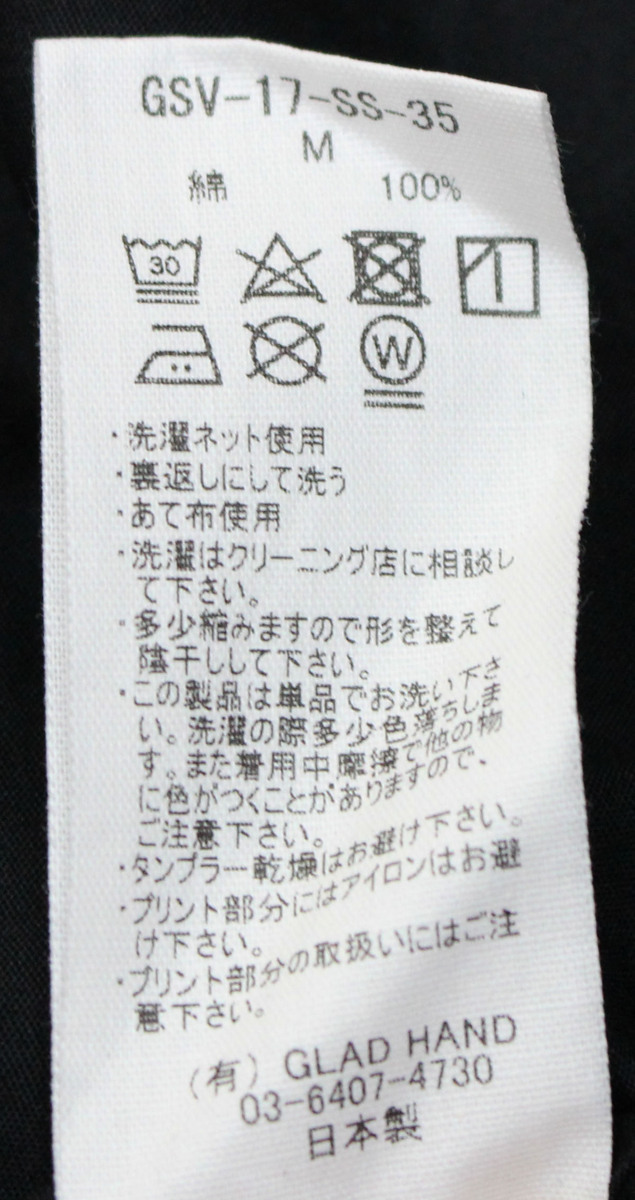 GSV-17-SS-35
M
綿 100%
30
W
・洗濯ネット使用
・裏返しにして洗う
・あて布使用
・洗濯はクリーニング店に相談し
て下さい。
・多少縮みますので形を整えて
陰干しして下さい。
・この製品は単品でお洗い下さ
い。洗濯の際多少色落ちしま
す。また着用中摩擦で他の物
に色がつくことがありますので、
ご注意下さい。
・タンブラー乾燥はお避け下さい。
・プリント部分にはアイロンはお避
け下さい。
・プリント部分の取扱いにはご注
意下さい。
(有) GLAD HAND
03-6407-4730
日本製